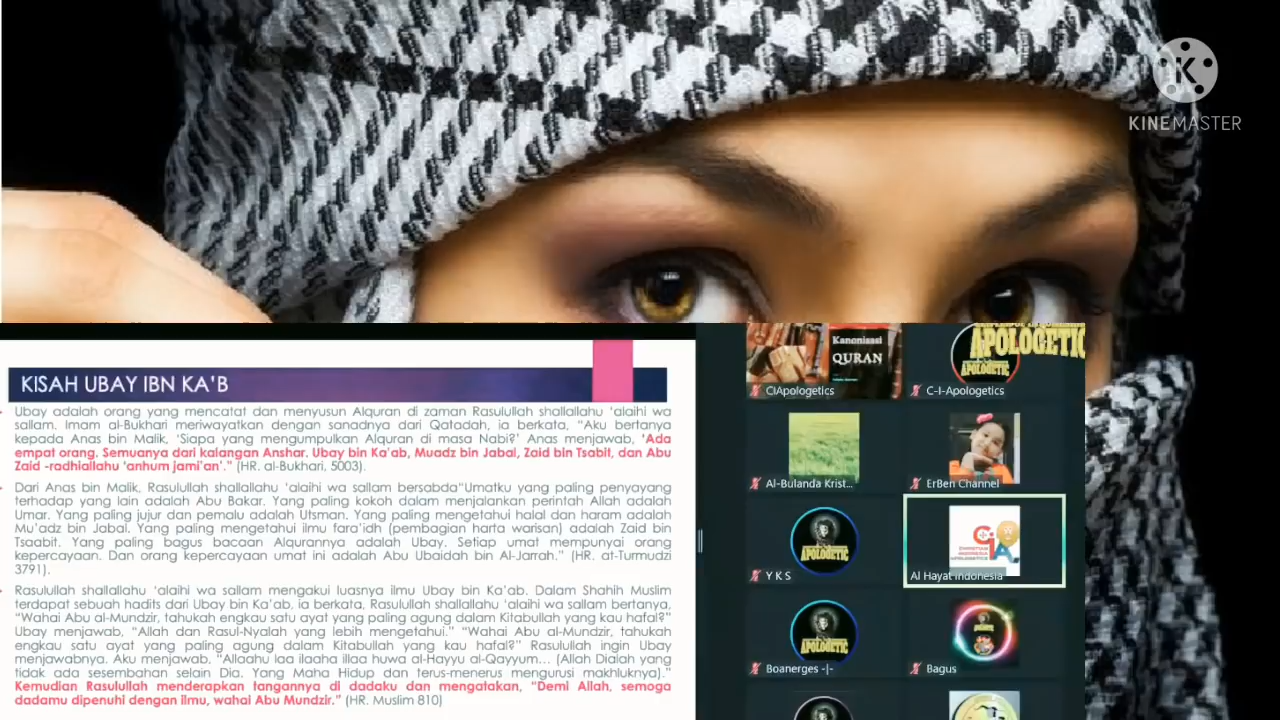 KINEMASTER
KISAH UBAY IBN KA'B
Ubay adalah orang yang mencatat dan menyusun Alquran di zaman Rasulullah shallallahu 'alaihi wa
sallam. Imam al-Bukhari meriwayatkan dengan sanadnya dari Qatadah, ia berkata, "Aku bertanya
kepada Anas bin Malik, 'Siapa yang mengumpulkan Alquran di masa Nabi?' Anas menjawab, 'Ada
empat orang. Semuanya dari kalangan Anshar. Ubay bin Ka'ab, Muadz bin Jabal, Zaid bin Tsabit, dan Abu
Zaid -radhiallahu 'anhum jami'an'." (HR. al-Bukhari, 5003).
Dari Anas bin Malik, Rasulullah shallallahu 'alaihi wa sallam bersabda"Umatku yang paling penyayang
terhadap yang lain adalah Abu Bakar. Yang paling kokoh dalam menjalankan perintah Allah adalah
Umar. Yang paling jujur dan pemalu adalah Utsman. Yang paling mengetahui halal dan haram adalah
Mu'adz bin Jabal. Yang paling mengetahui ilmu fara'idh (pembagian harta warisan) adalah Zaid bin
Tsaabit. Yang paling bagus bacaan Alqurannya adalah Ubay. Setiap umat mempunyai orang
kepercayaan. Dan orang kepercayaan umat ini adalah Abu Ubaidah bin Al-Jarrah." (HR. at-Turmudzi
3791).
Rasulullah shallallahu 'alaihi wa sallam mengakui luasnya ilmu Ubay bin Ka'ab. Dalam Shahih Muslim
terdapat sebuah hadits dari Ubay bin Ka'ab, ia berkata, Rasulullah shallallahu 'alaihi wa sallam bertanya,
"Wahai Abu al-Mundzir, tahukah engkau satu ayat yang paling agung dalam Kitabullah yang kau hafal?"
Ubay menjawab, "Allah dan Rasul-Nyalah yang lebih mengetahui." "Wahai Abu al-Mundzir, tahukah
engkau satu ayat yang paling agung dalam Kitabullah yang kau hafal?" Rasulullah ingin Ubay
menjawabnya. Aku menjawab, "Allaahu laa ilaaha illaa huwa al-Hayyu al-Qayyum... (Allah Dialah yang
tidak ada sesembahan selain Dia. Yang Maha Hidup dan terus-menerus mengurusi makhluknya)."
Kemudian Rasulullah menderapkan tangannya di dadaku dan mengatakan, "Demi Allah, semoga
dadamu dipenuhi dengan ilmu, wahai Abu Mundzir." (HR. Muslim 810)
Kanonisasi
QURAN
CIApologetics
APOLOGETIC
APOLOGETIC
C-I-Apologetics
Al-Bulanda Krist...
ErBen Channel
APOLOGETIC
Y K S
CHRISTIAN
INDONESIA
APOLOGETICS
Al Hayat Indonesia
APOLOGETIC
Boanerges -|-
Bagus